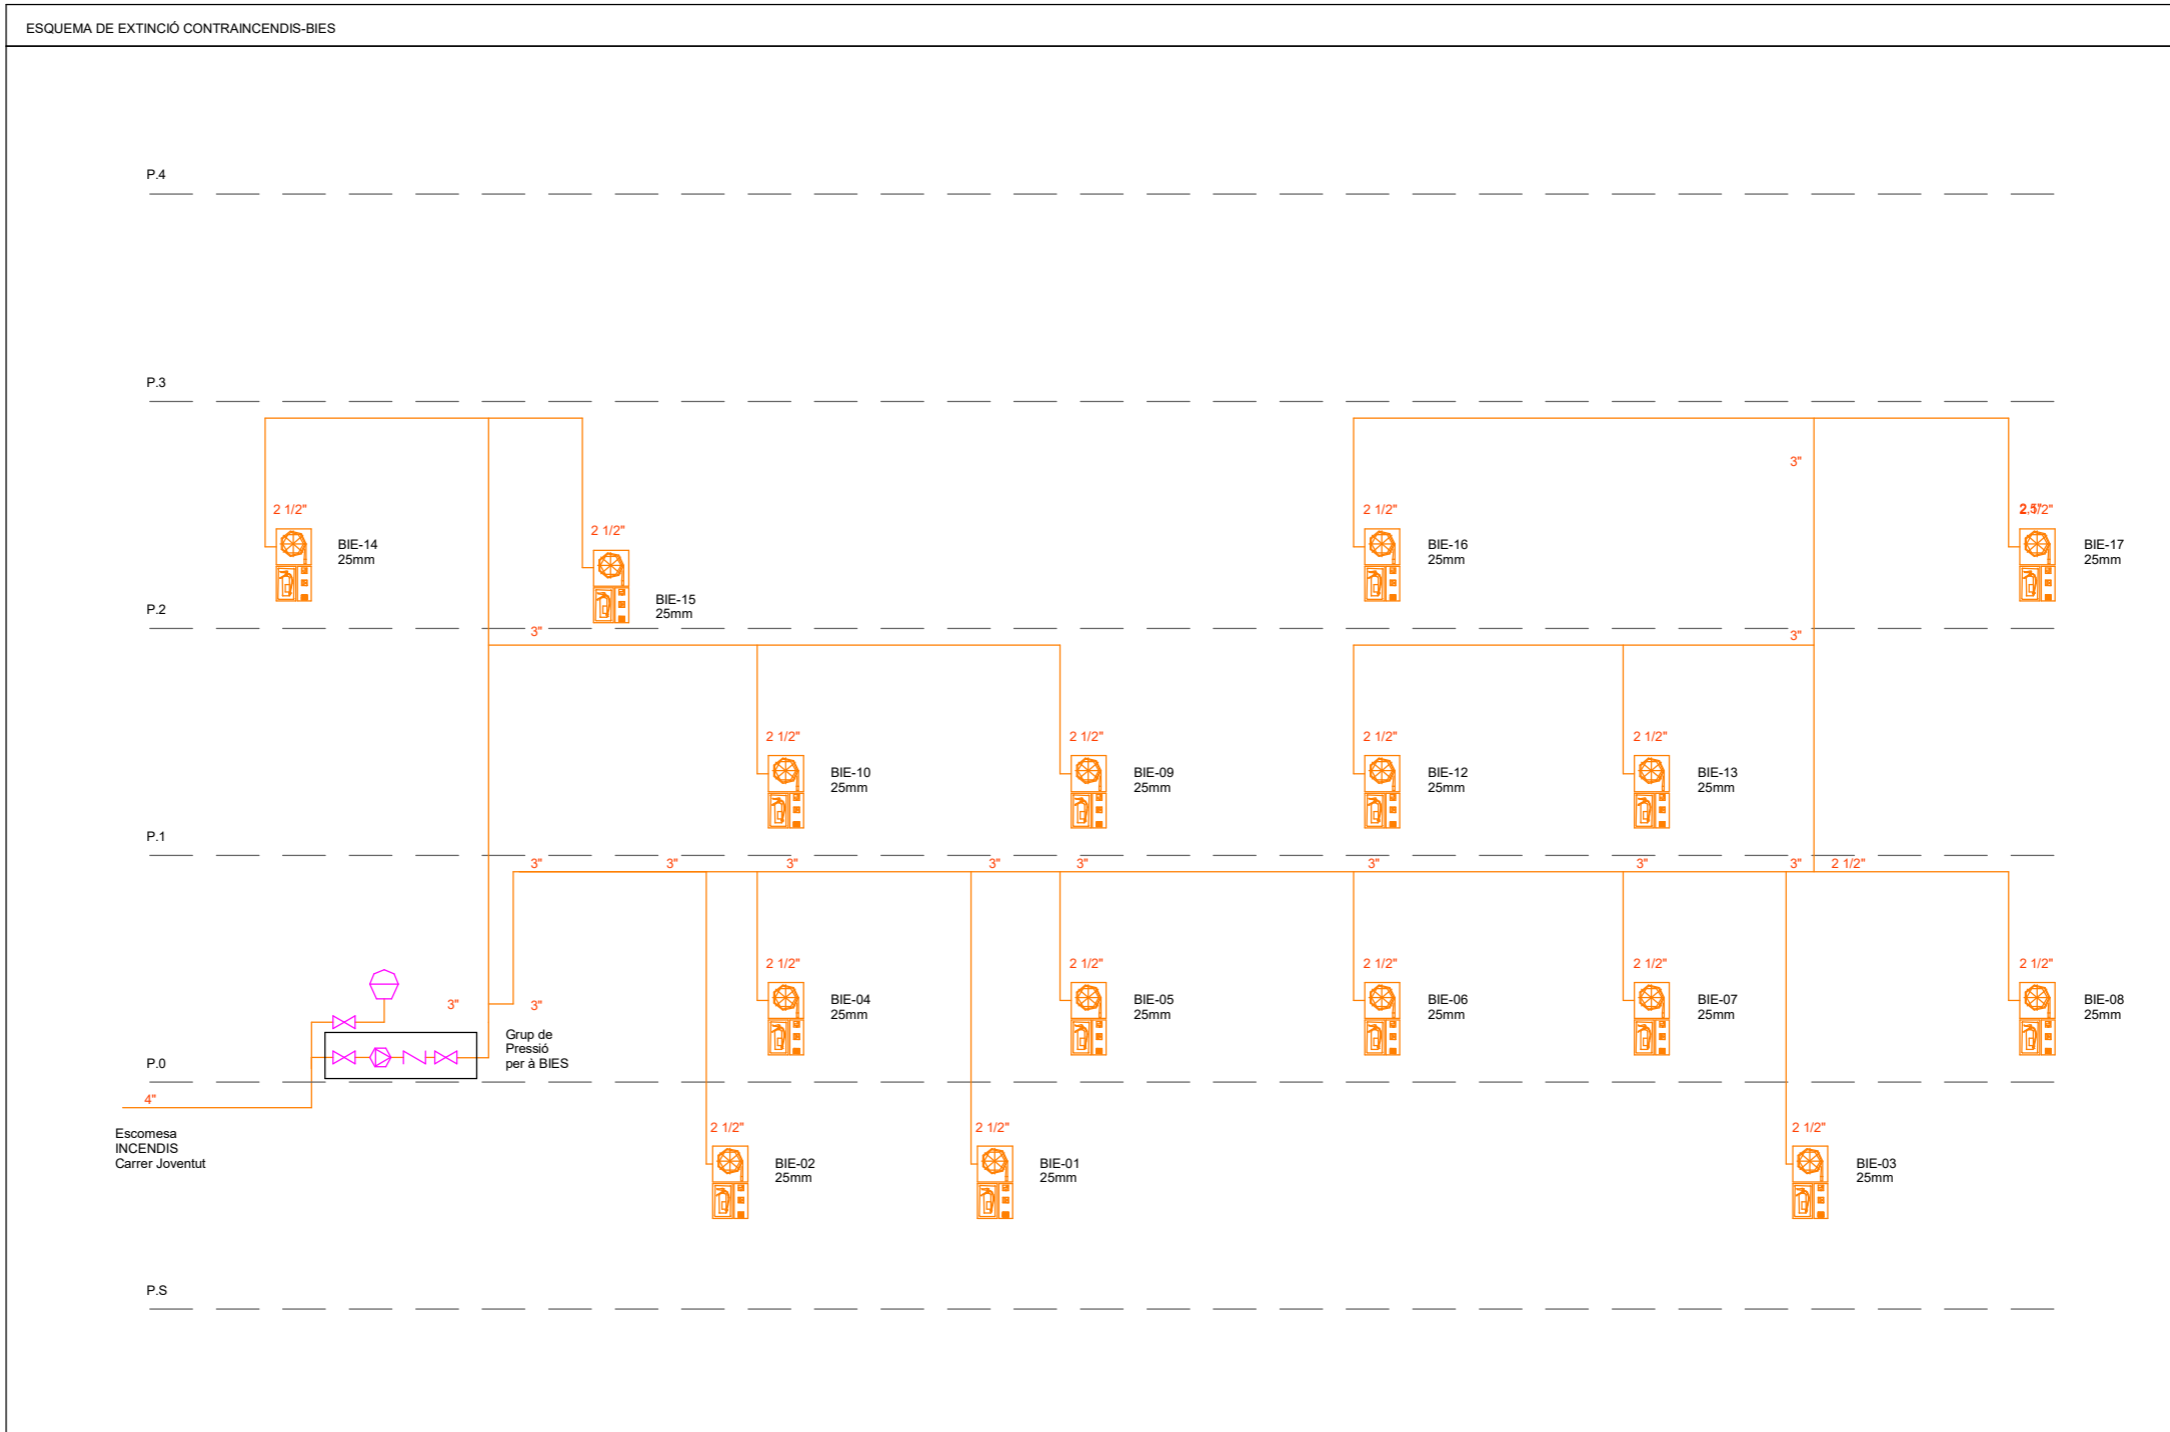 ESQUEMA DE EXTINCIÓ CONTRAINCENDIS-BIES
P.4
P.3
3"
2 1/2"
2 1/2"
2 1/2"
BIE-14
25mm
2 1/2"
BIE-15
25mm
BIE-16
25mm
BIE-17
25mm
P.2
3"
3"
2 1/2"
2 1/2"
2 1/2"
2 1/2"
BIE-10
25mm
BIE-09
25mm
BIE-12
25mm
BIE-13
25mm
P.1
3"
3"
3"
3"
3"
3"
3"
3"
2 1/2"
2 1/2"
2 1/2"
2 1/2"
2 1/2"
2 1/2"
BIE-04
25mm
BIE-05
25mm
BIE-06
25mm
BIE-07
25mm
BIE-08
25mm
3"
3"
Grup de
Pressió
per à BIES
P.0
4"
Escomesa
INCENDIS
Carrer Joventut
2 1/2"
2 1/2"
2 1/2"
BIE-02
25mm
BIE-01
25mm
BIE-03
25mm
P.S